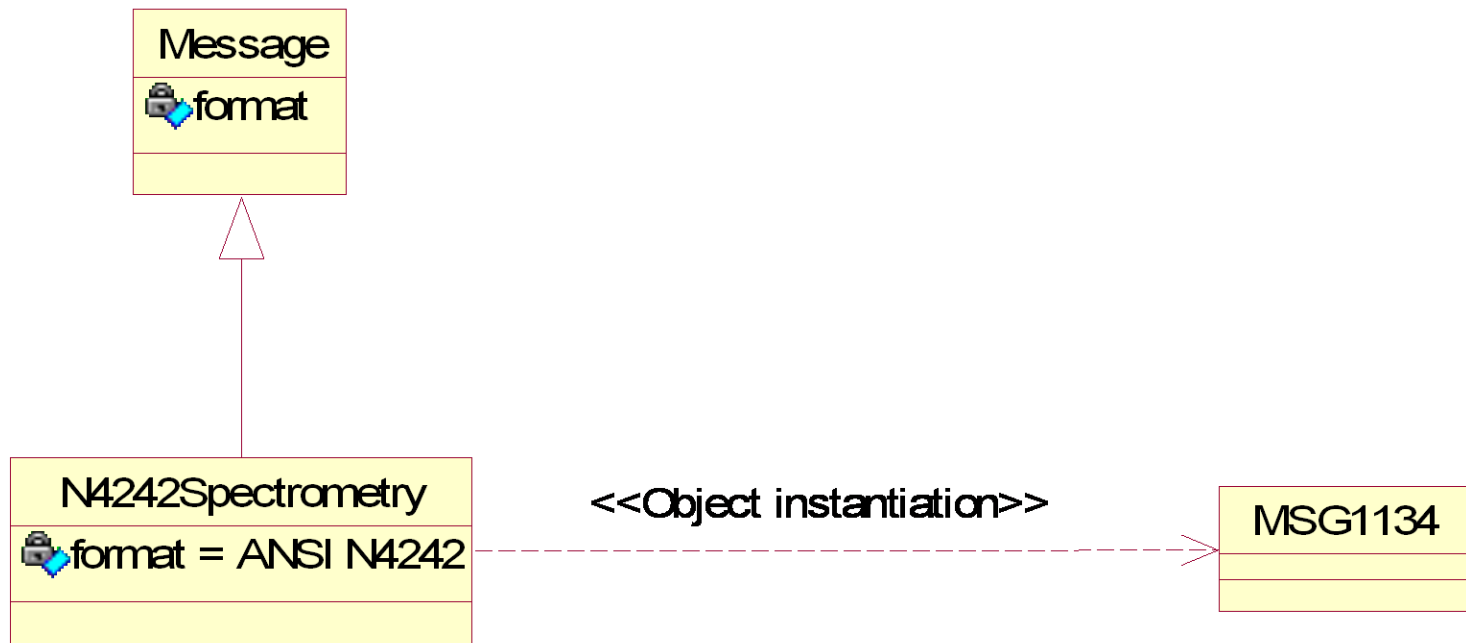 Message
format
N4242Spectrometry
format = ANSI N4242
<<Object instantiation>>
MSG1134